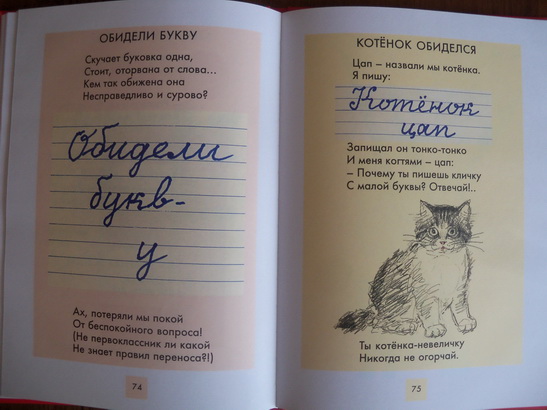 ОБИДЕЛИ БУКВУ
Скучает буковка одна,
Стоит, оторвана от слова...
Кем так обижена она
Несправедливо и сурово?
Обидели
букв-
у
Ах, потеряли мы покой
От беспокойного вопроса!
(Не первоклассник ли какой
Не знает правил переноса?!)
74
КОТЁНОК ОБИДЕЛСЯ
Цап – назвали мы котёнка.
Я пишу:
Котёнок
цап
Запищал он тонко-тонко
И меня когтями – цап:
– Почему ты пишешь кличку
С малой буквы? Отвечай!..
Ты котёнка-невеличку
Никогда не огорчай.
75